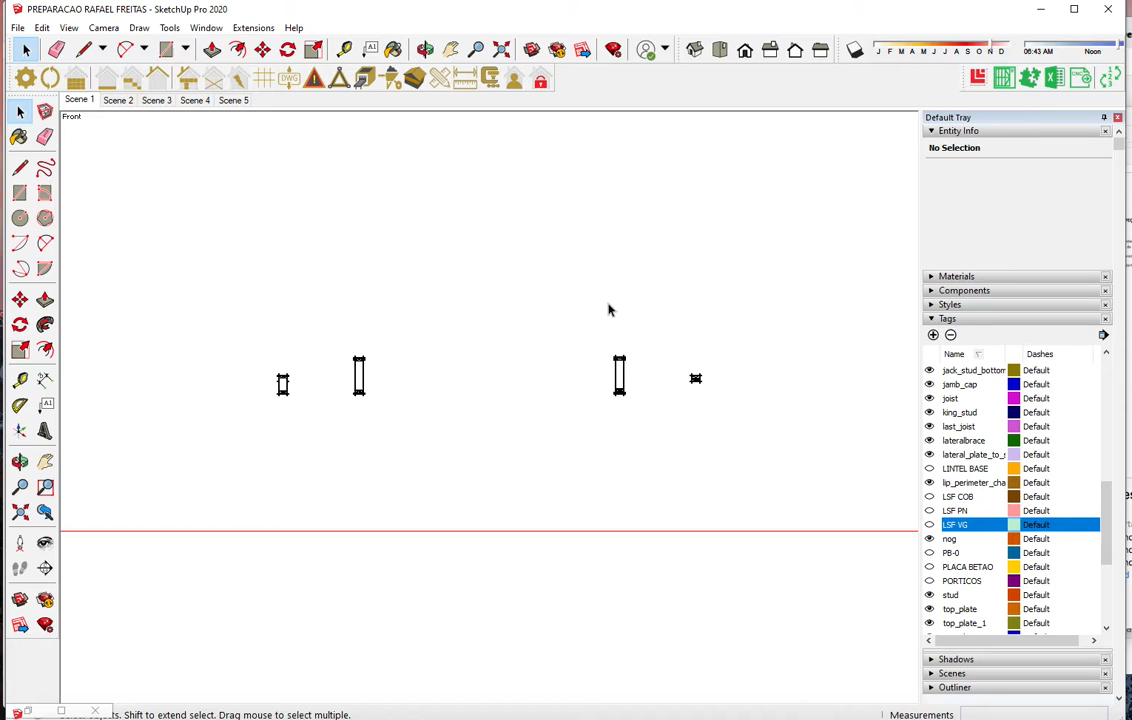 PREPARACAO RAFAEL FREITAS - SketchUp Pro 2020
File Edit View Camera Draw Tools Window Extensions Help
J F M A M J J A S O N D 06:43 AM Noon
Scene 1 Scene 2 Scene 3 Scene 4 Scene 5
Front
Default Tray
Entity Info
No Selection
Materials
Components
Styles
Tags
Name Dashes
jack_stud_bottom Default
jamb_cap Default
joist Default
king_stud Default
last_joist Default
lateralbrace Default
lateral_plate_to_s Default
LINTEL BASE Default
lip_perimeter_cha Default
LSF COB Default
LSF PN Default
LSF VG Default
nog Default
PB-0 Default
PLACA BETAO Default
PORTICOS Default
stud Default
top_plate Default
top_plate_1 Default
Shadows
Scenes
Outliner
objects. Shift to extend select. Drag mouse to select multiple.
Measurements